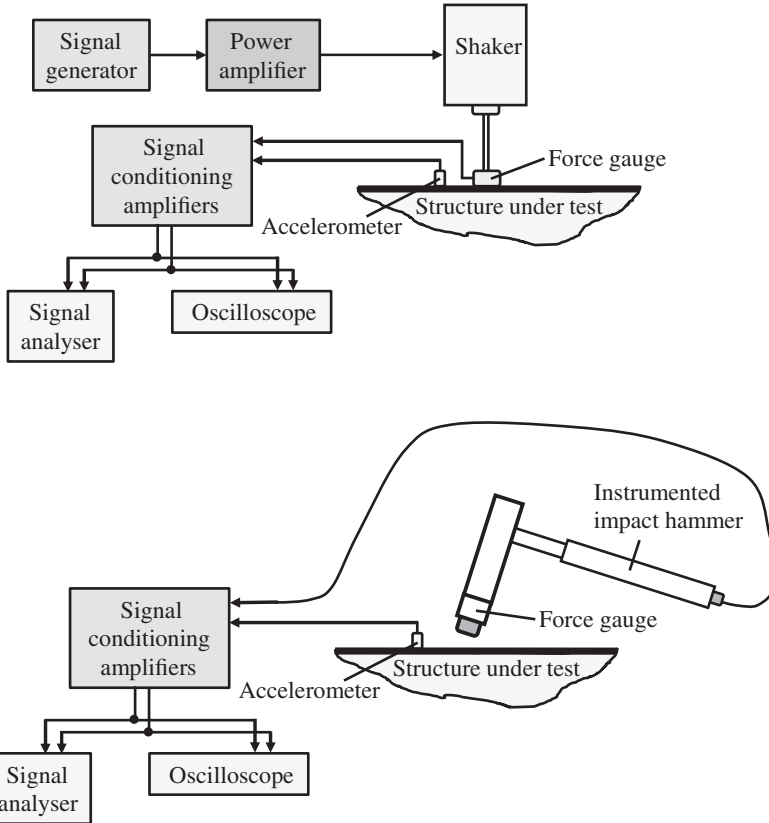 Signal
generator
Power
amplifier
Shaker
Signal
conditioning
amplifiers
Force gauge
Accelerometer
Structure under test
Signal
analyser
Oscilloscope
Instrumented
impact hammer
Signal
conditioning
amplifiers
Force gauge
Accelerometer
Structure under test
Signal
analyser
Oscilloscope